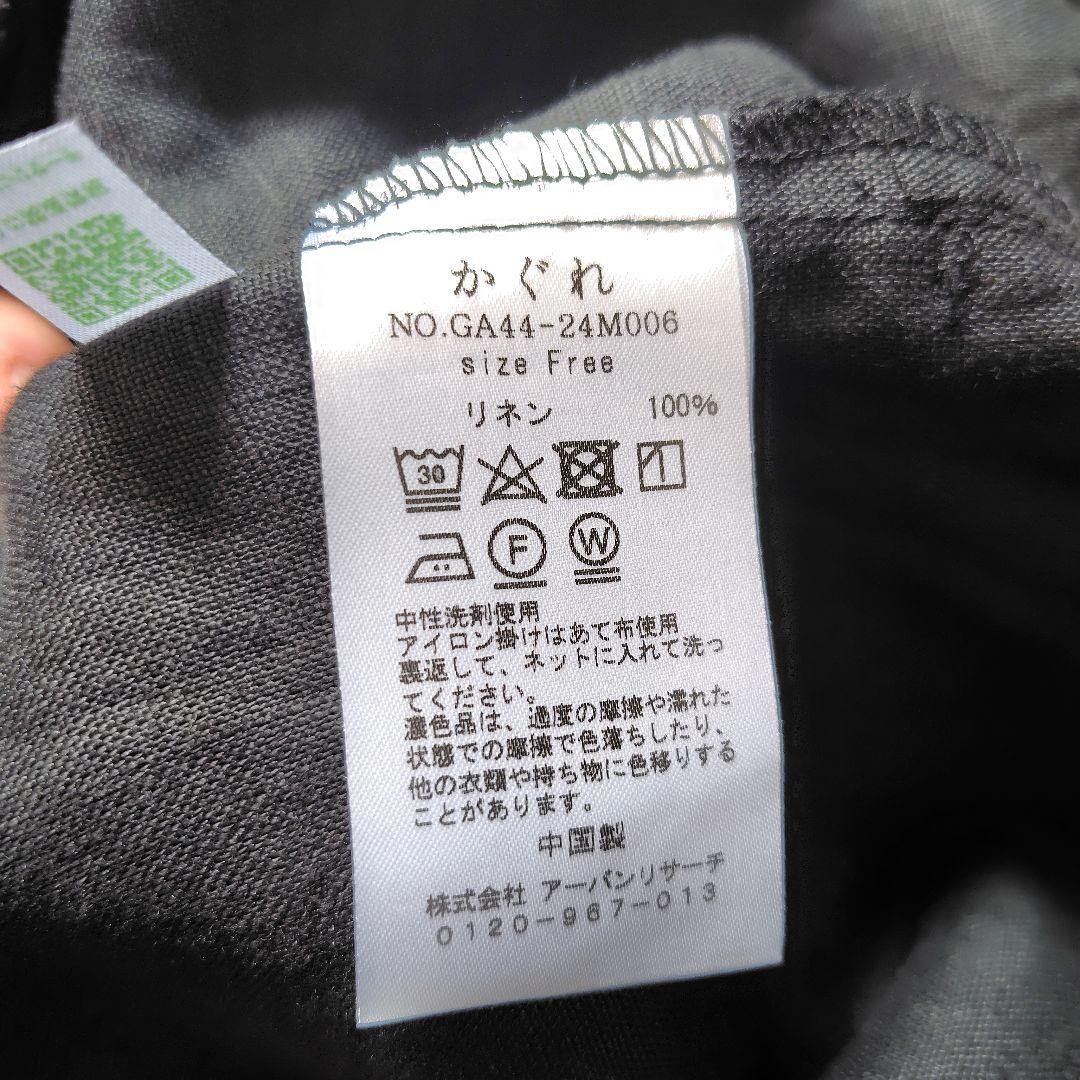 かぐれ
NO.GA44-24M006
size Free
リネン 100%
30
F W
中性洗剤使用
アイロン掛けはあて布使用
裏返して、ネットに入れて洗っ
てください。
濃色品は、過度の摩擦や濡れた
状態での摩擦で色落ちしたり、
他の衣類や持ち物に色移りする
ことがあります。
中国製
株式会社 アーバンリサーチ
0120-967-013